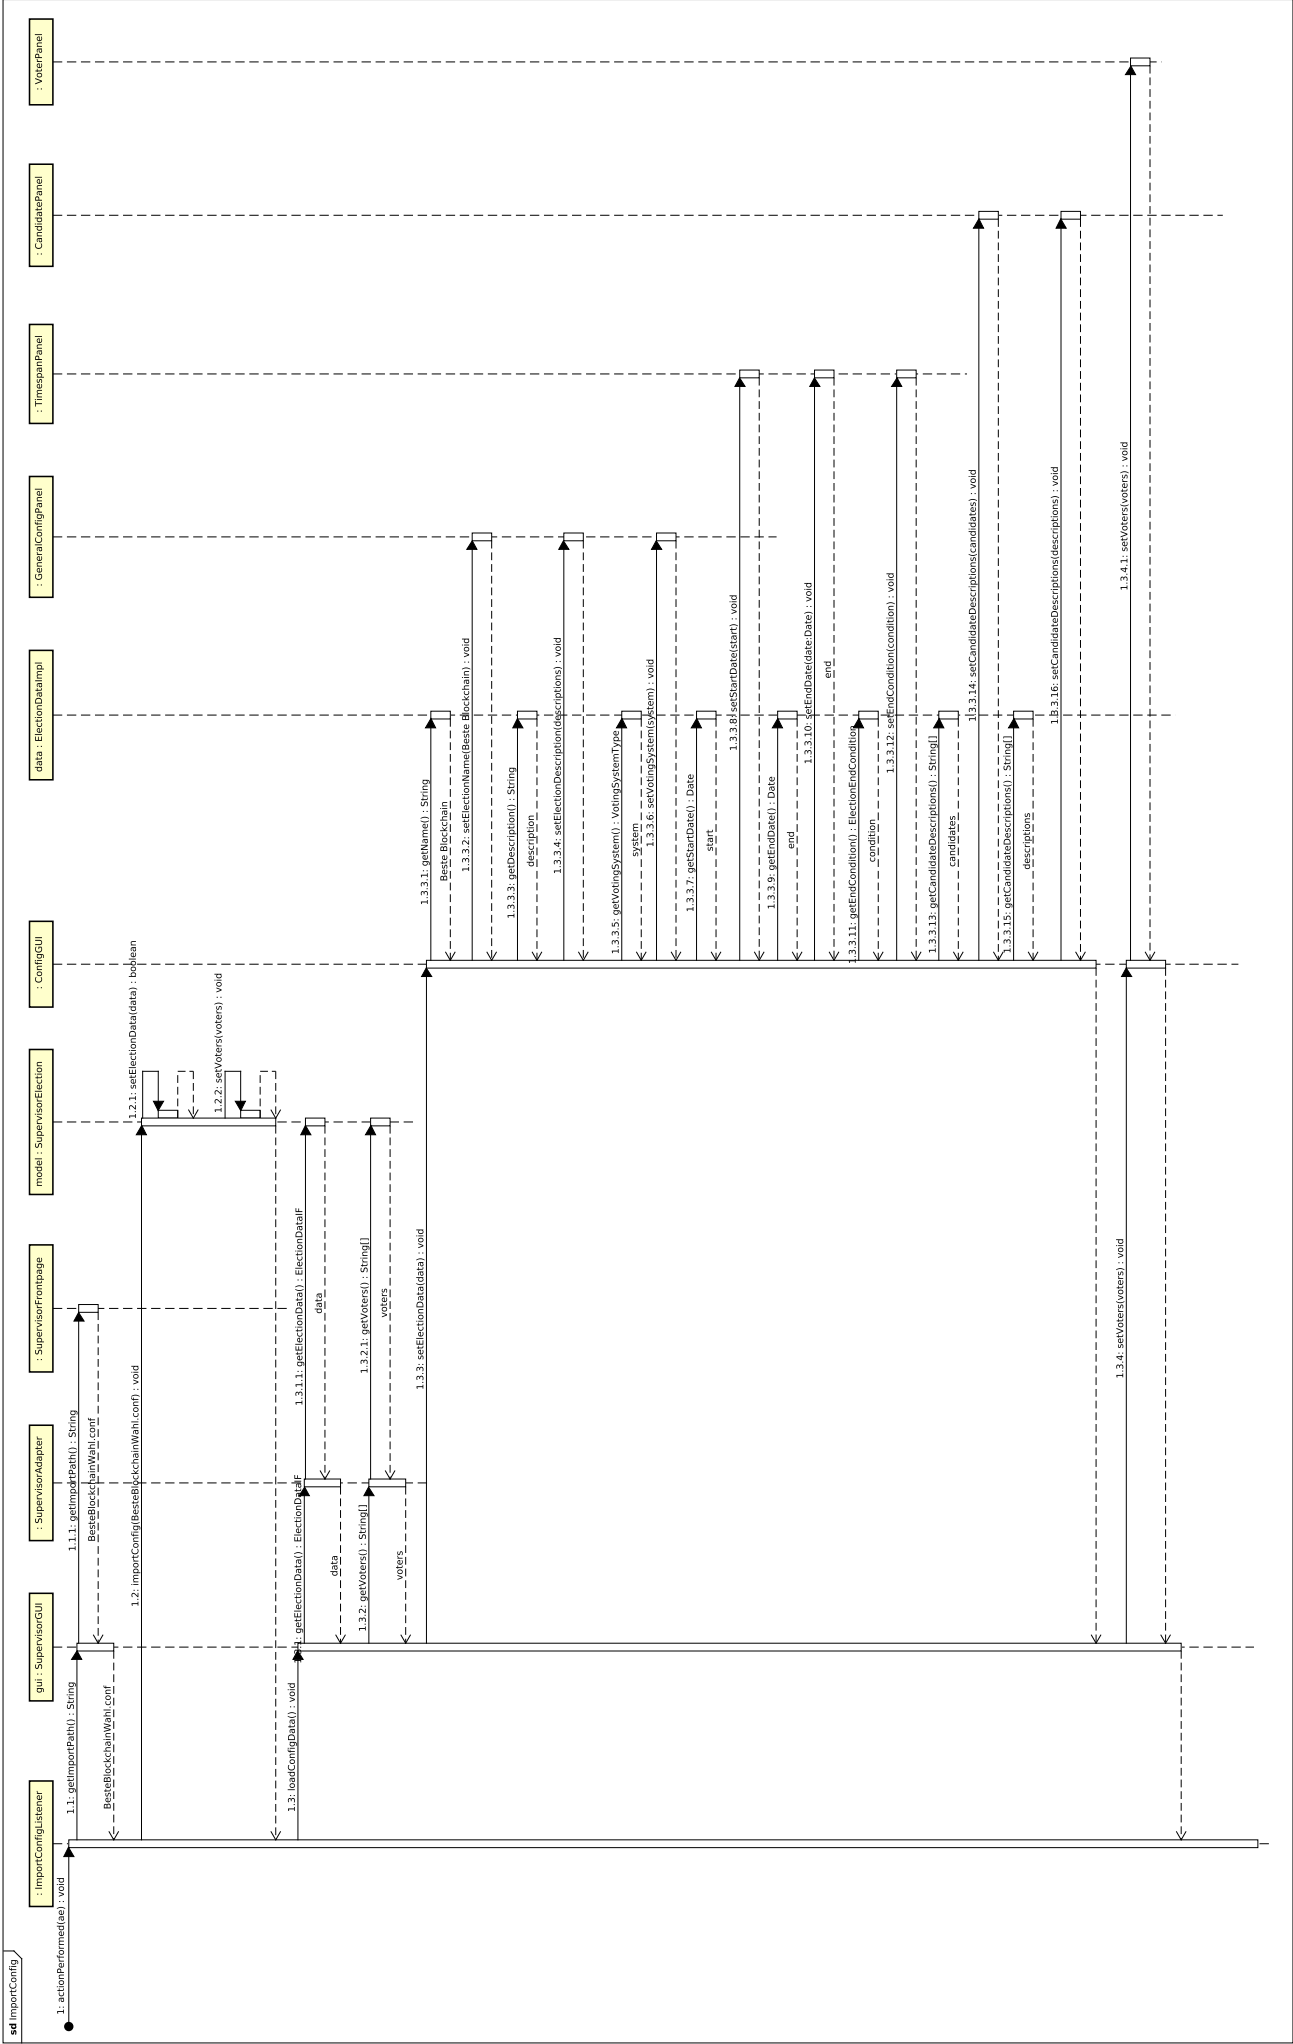 sd ImportConfig
: ImportConfigListener
gui : SupervisorGUI
: SupervisorAdapter
: SupervisorFrontpage
model : SupervisorElection
: ConfigGUI
data : ElectionDataImpl
: GeneralConfigPanel
: TimespanPanel
: CandidatePanel
: VoterPanel
1: actionPerformed(ae) : void
1.1: getImportPath() : String
1.1.1: getImportPath() : String
BesteBlockchainWahl.conf
BesteBlockchainWahl.conf
1.2: importConfig(BesteBlockchainWahl.conf) : void
1.2.1: setElectionData(data) : boolean
1.2.2: setVoters(voters) : void
1.3: loadConfigData() : void
getElectionData() : ElectionDataIF
1.3.1.1: getElectionData() : ElectionDataIF
data
data
1.3.2: getVoters() : String[]
1.3.2.1: getVoters() : String[]
voters
voters
1.3.3: setElectionData(data) : void
1.3.3.1: getName() : String
Beste Blockchain
1.3.3.2: setElectionName(Beste Blockchain) : void
1.3.3.3: getDescription() : String
description
1.3.3.4: setElectionDescription(descriptions) : void
1.3.3.5: getVotingSystem() : VotingSystemType
system
1.3.3.6: setVotingSystem(system) : void
1.3.3.7: getStartDate() : Date
start
1.3.3.8: setStartDate(start) : void
1.3.3.9: getEndDate() : Date
end
1.3.3.10: setEndDate(date:Date) : void
end
1.3.3.11: getEndCondition() : ElectionEndCondition
condition
1.3.3.12: setEndCondition(condition) : void
1.3.3.13: getCandidateDescriptions() : String[]
candidates
1.3.3.14: setCandidateDescriptions(candidates) : void
1.3.3.15: getCandidateDescriptions() : String[]
descriptions
1.3.3.16: setCandidateDescriptions(descriptions) : void
1.3.4: setVoters(voters) : void
1.3.4.1: setVoters(voters) : void